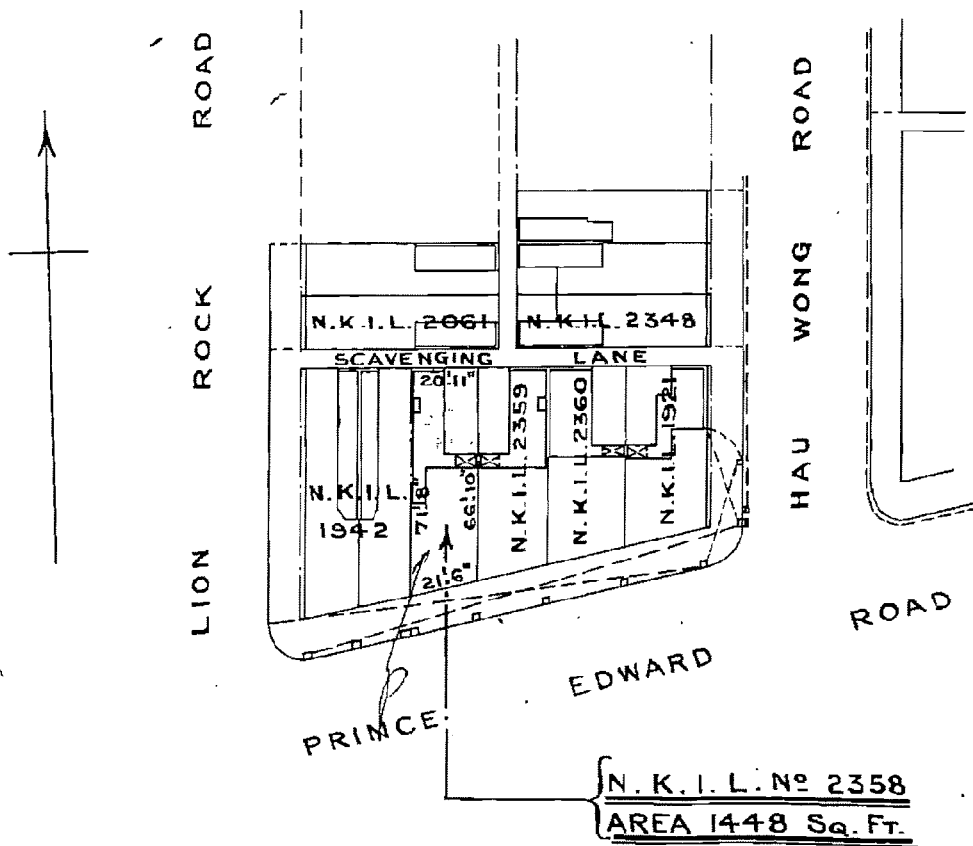 LION ROCK ROAD
HAU WONG ROAD
N.K.I.L. 2061
N.K.I.L. 2348
SCAVENGING LANE
20'11"
N.K.I.L.
1942
71'8"
66'10"
21'6"
N.K.I.L. 2359
N.K.I.L. 2360
N.K.I.L. 1921
PRINCE EDWARD ROAD
N.K.I.L. Nº 2358
AREA 1448 SQ. FT.